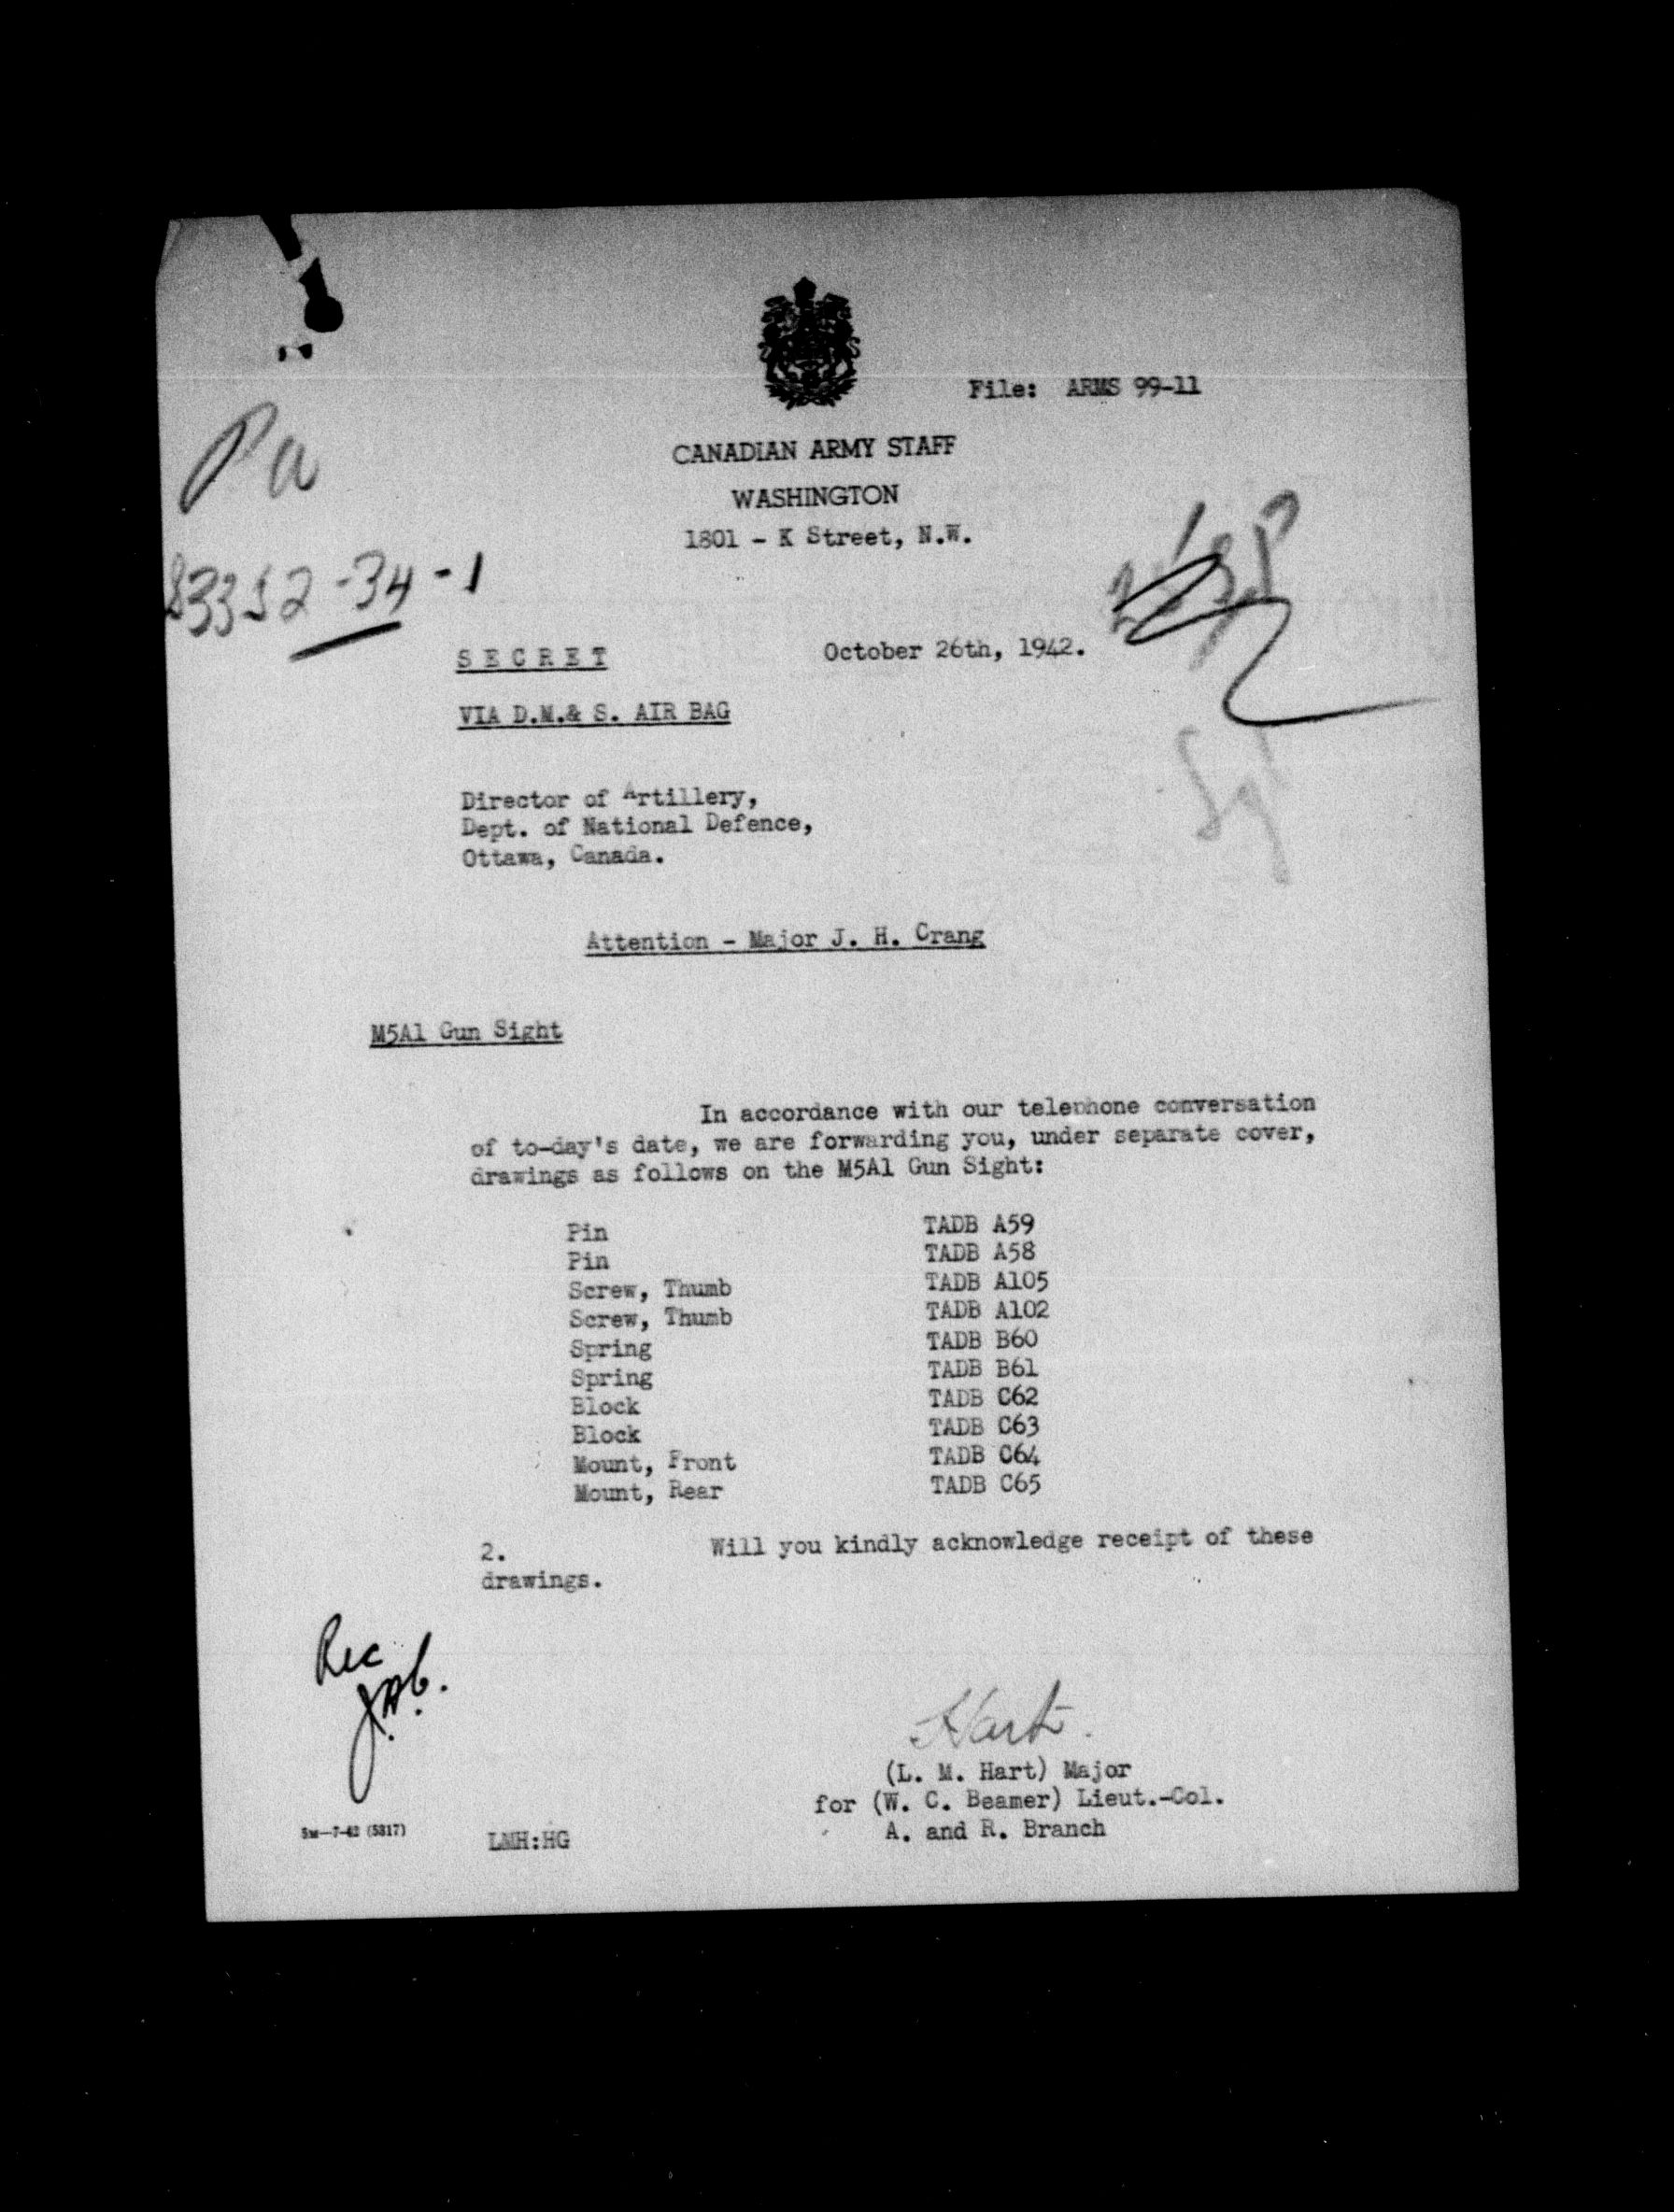 File: ARMS 99-11
CANADIAN ARMY STAFF
WASHINGTON
1801 - K Street, N.W.
Pa
83352-34-1
SECRET
October 26th, 1942.
VIA D.M.& S. AIR BAG
Director of Artillery,
Dept. of National Defence,
Ottawa, Canada.
Attention - Major J. H. Crang
M5A1 Gun Sight
In accordance with our telephone conversation
of to-day's date, we are forwarding you, under separate cover,
drawings as follows on the M5A1 Gun Sight:
Pin TADB A59
Pin TADB A58
Screw, Thumb TADB A105
Screw, Thumb TADB A102
Spring TADB B60
Spring TADB B61
Block TADB C62
Block TADB C63
Mount, Front TADB C64
Mount, Rear TADB C65
2. Will you kindly acknowledge receipt of these
drawings.
Rec
Hart.
(L. M. Hart) Major
for (W. C. Beamer) Lieut.-Col.
A. and R. Branch
5M—7-42 (5817)
LMH:HG